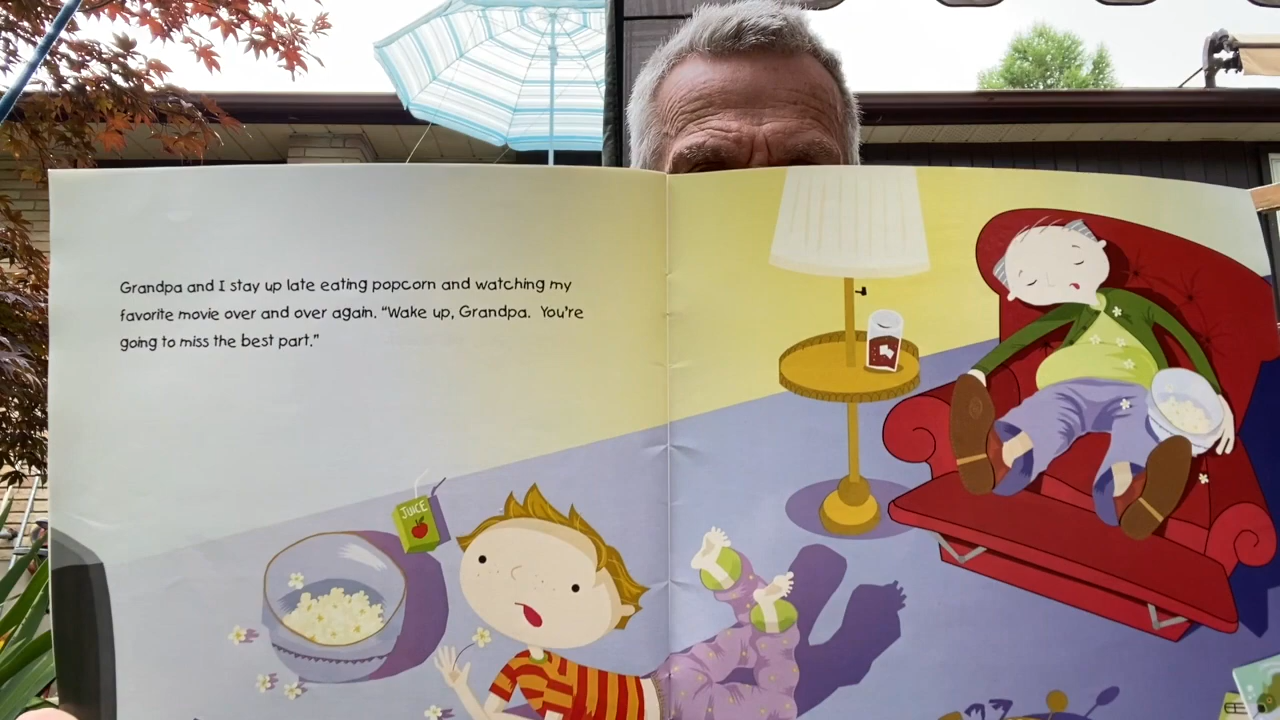 Grandpa and I stay up late eating popcorn and watching my
favorite movie over and over again. “Wake up, Grandpa. You’re
going to miss the best part.”
JUICE